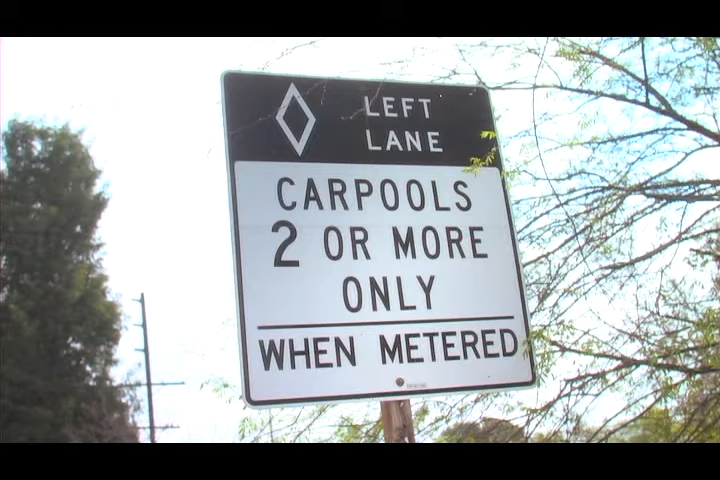 LEFT
LANE
CARPOOLS
2 OR MORE
ONLY
WHEN METERED